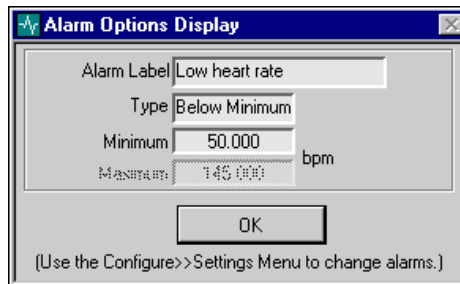 Alarm Options Display
Alarm Label Low heart rate
Type Below Minimum
Minimum 50.000
bpm
Maximum 145.000
OK
(Use the Configure>>Settings Menu to change alarms.)